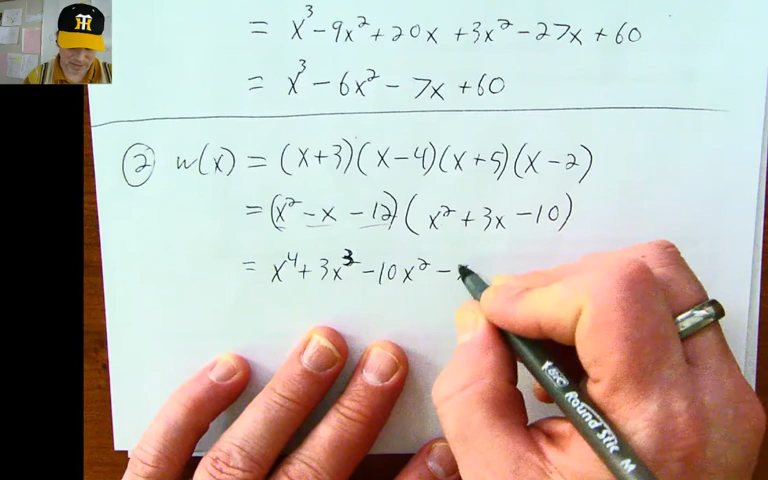 = x³ - 9x² + 20x + 3x² - 27x + 60
= x³ - 6x² - 7x + 60
② w(x) = (x+3)(x-4)(x+5)(x-2)
= (x² - x - 12)(x² + 3x - 10)
= x⁴ + 3x³ - 10x² -
BIC Round Stic M